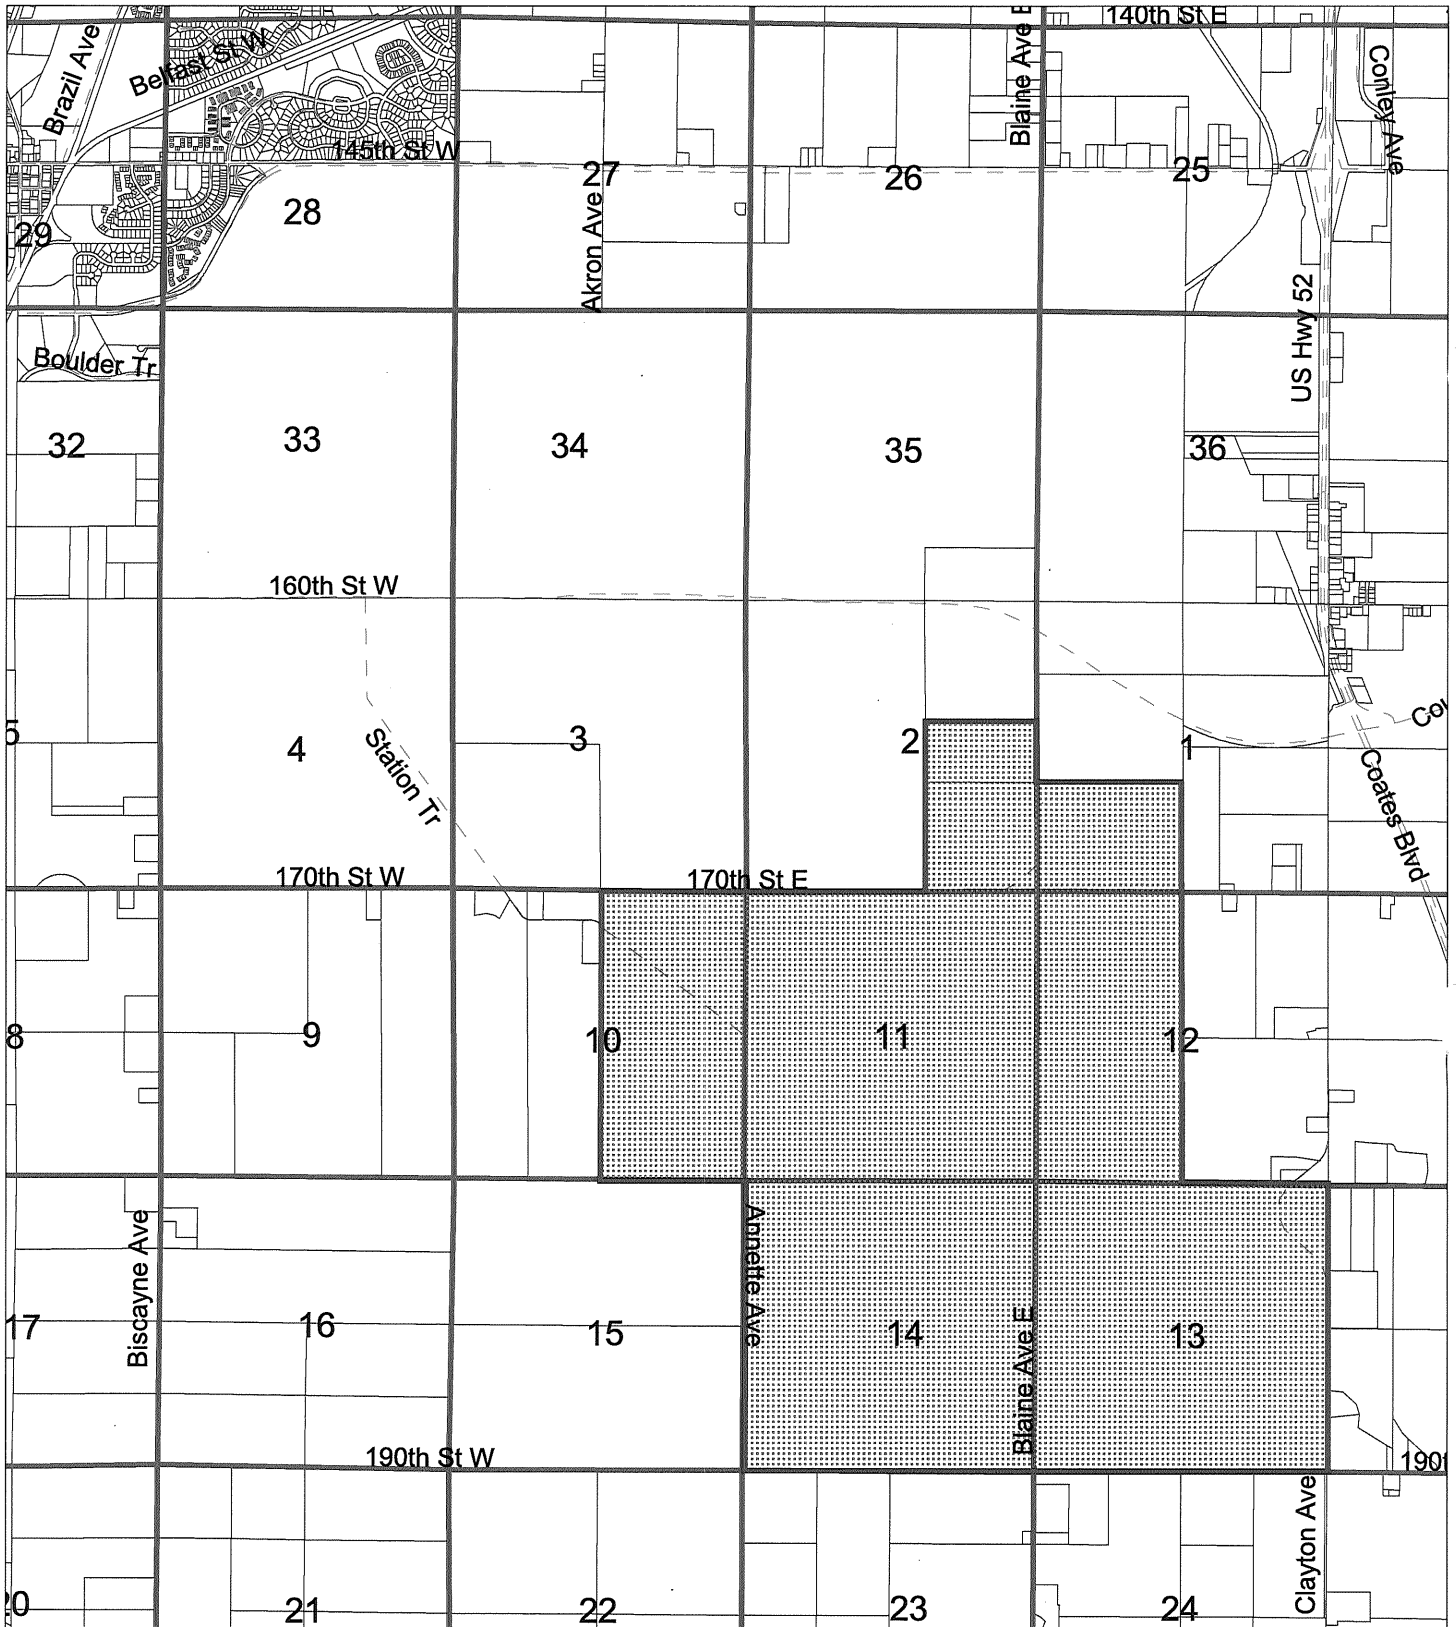 140th St E
Brazil Ave
Belfast St W
Blaine Ave E
Conley Ave
145th St W
27
26
25
28
29
Akron Ave
US Hwy 52
Boulder Tr
32
33
34
35
36
160th St W
5
4
3
2
1
Station Tr
Coates Blvd
170th St W
170th St E
8
9
10
11
12
Biscayne Ave
Annette Ave
17
16
15
14
13
Blaine Ave E
190th St W
Clayton Ave
20
21
22
23
24